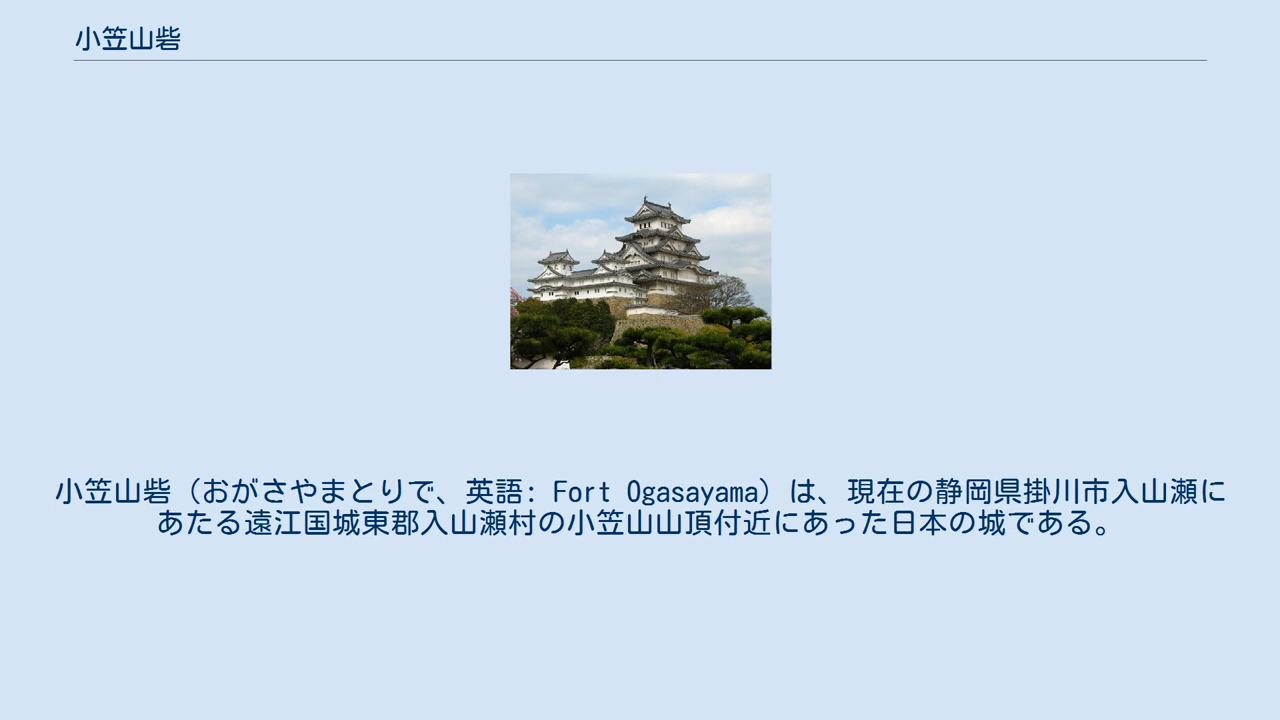 小笠山砦
小笠山砦（おがさやまとりで、英語: Fort Ogasayama）は、現在の静岡県掛川市入山瀬に
あたる遠江国城東郡入山瀬村の小笠山山頂付近にあった日本の城である。